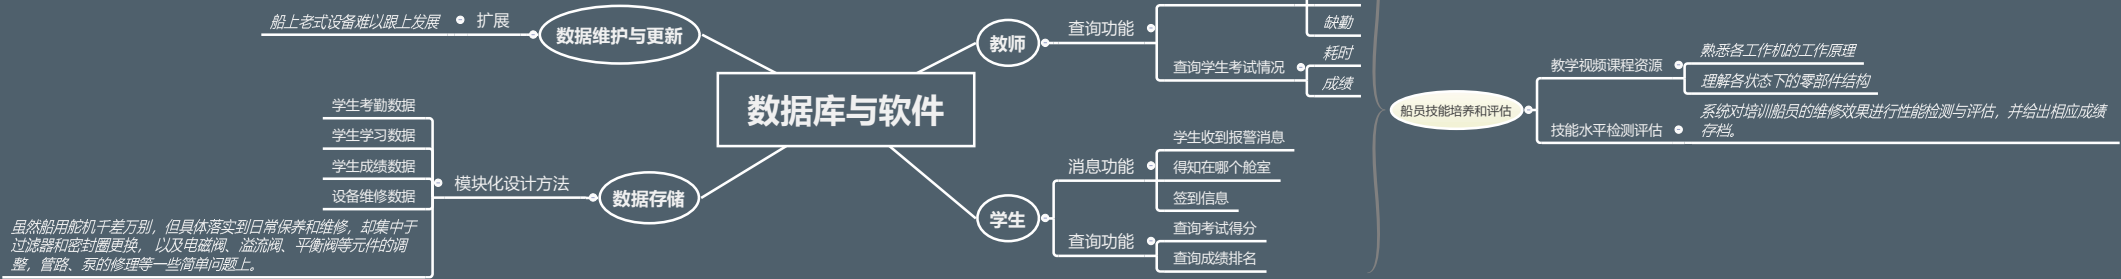 船上老式设备难以跟上发展
扩展
数据维护与更新
学生考勤数据
学生学习数据
学生成绩数据
设备维修数据
虽然船用舵机千差万别，但具体落实到日常保养和维修，却集中于
过滤器和密封圈更换， 以及电磁阀、溢流阀、平衡阀等元件的调
整，管路、泵的修理等一些简单问题上。
模块化设计方法
数据存储
数据库与软件
教师
查询功能
缺勤
查询学生考试情况
耗时
成绩
学生
消息功能
学生收到报警消息
得知在哪个舱室
签到信息
查询功能
查询考试得分
查询成绩排名
船员技能培养和评估
教学视频课程资源
熟悉各工作机的工作原理
理解各状态下的零部件结构
技能水平检测评估
系统对培训船员的维修效果进行性能检测与评估，并给出相应成绩
存档。